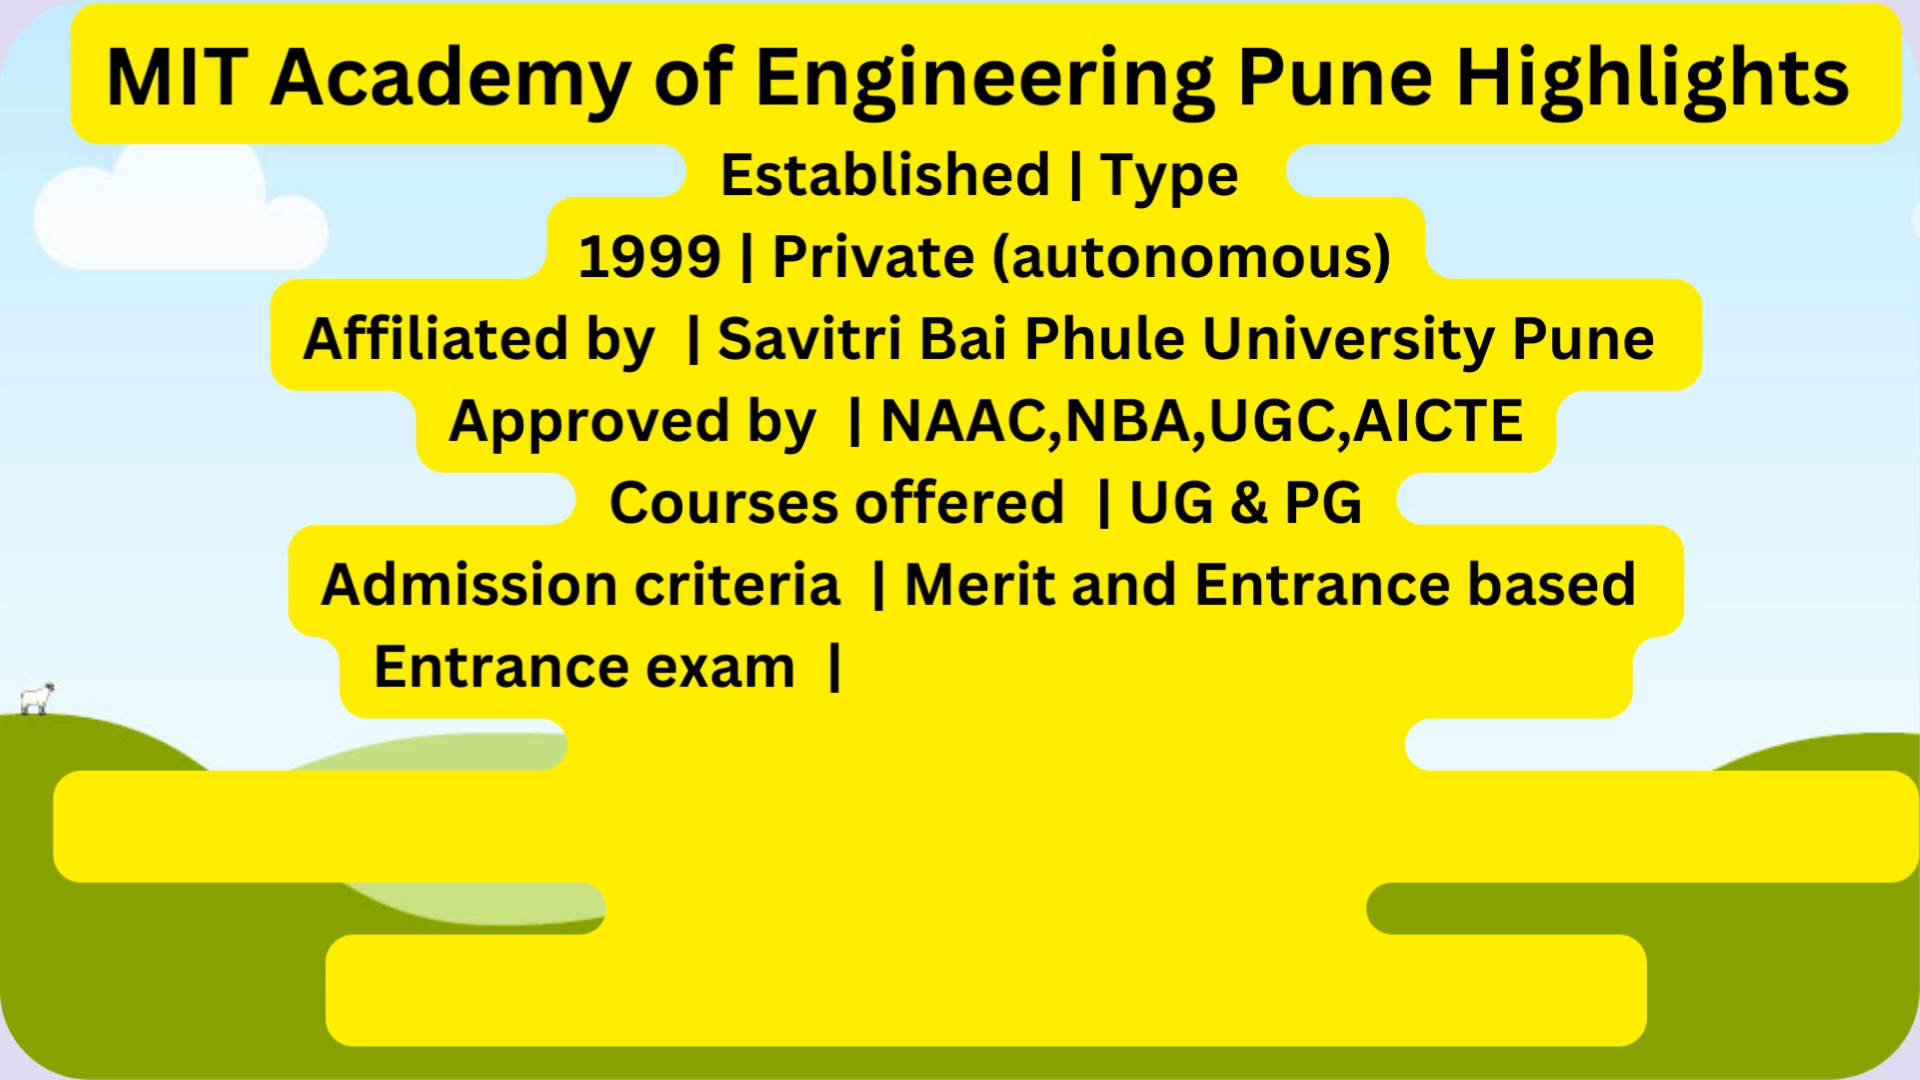 MIT Academy of Engineering Pune Highlights
Established | Type
1999 | Private (autonomous)
Affiliated by | Savitri Bai Phule University Pune
Approved by | NAAC,NBA,UGC,AICTE
Courses offered | UG & PG
Admission criteria | Merit and Entrance based
Entrance exam |